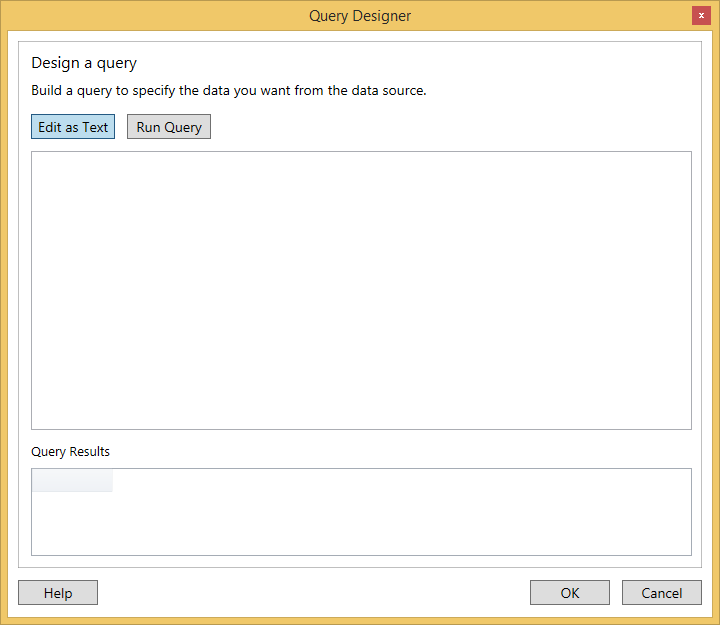 Query Designer
x
Design a query
Build a query to specify the data you want from the data source.
Edit as Text Run Query
Query Results
Help OK Cancel